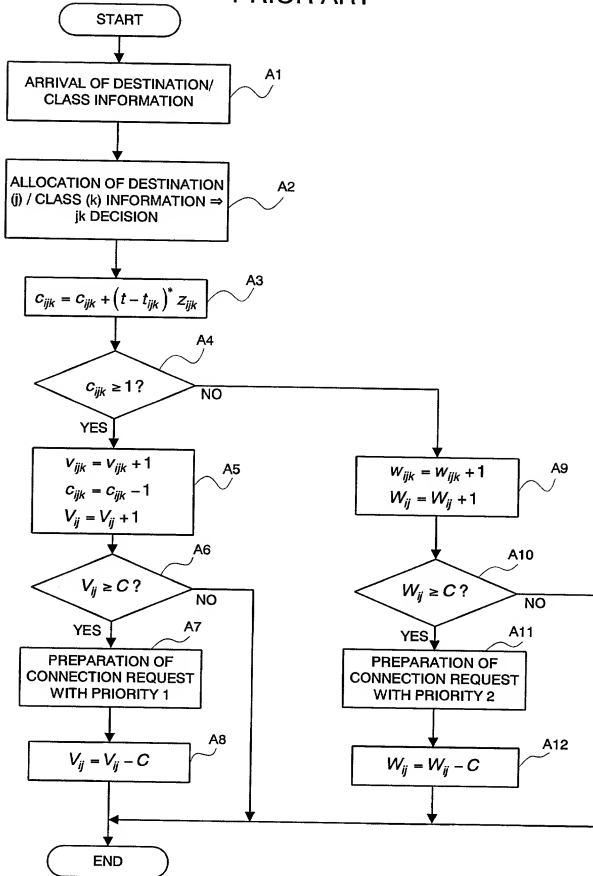 PRIOR ART
START
ARRIVAL OF DESTINATION/
CLASS INFORMATION
A1
ALLOCATION OF DESTINATION
(j) / CLASS (k) INFORMATION ⇒
jk DECISION
A2
c_ijk = c_ijk + (t − t_ijk)* z_ijk
A3
c_ijk ≥ 1?
A4
NO
YES
v_ijk = v_ijk + 1
c_ijk = c_ijk − 1
V_ij = V_ij + 1
A5
V_ij ≥ C ?
A6
NO
YES
PREPARATION OF
CONNECTION REQUEST
WITH PRIORITY 1
A7
V_ij = V_ij − C
A8
w_ijk = w_ijk + 1
W_ij = W_ij + 1
A9
W_ij ≥ C ?
A10
NO
YES
PREPARATION OF
CONNECTION REQUEST
WITH PRIORITY 2
A11
W_ij = W_ij − C
A12
END